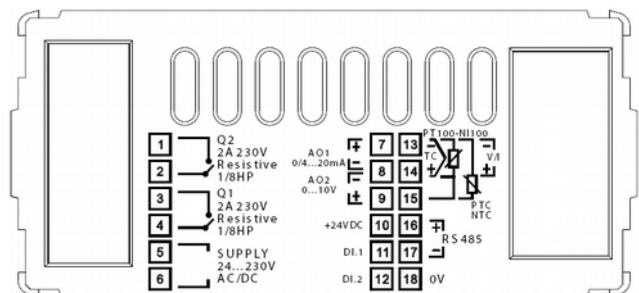 1
Q2
2A 230V
2
Resistive
1/8HP
3
Q1
2A 230V
4
Resistive
1/8HP
5
SUPPLY
24...230V
6
AC/DC
AO1
0/4...20mA
AO2
0...10V
+ 7 13 PT100-NI100
- 8 14 TC V/I
- +
+ 9 15 PTC
NTC
+24VDC 10 16 +
RS485
DI.1 11 17 -
DI.2 12 18 0V